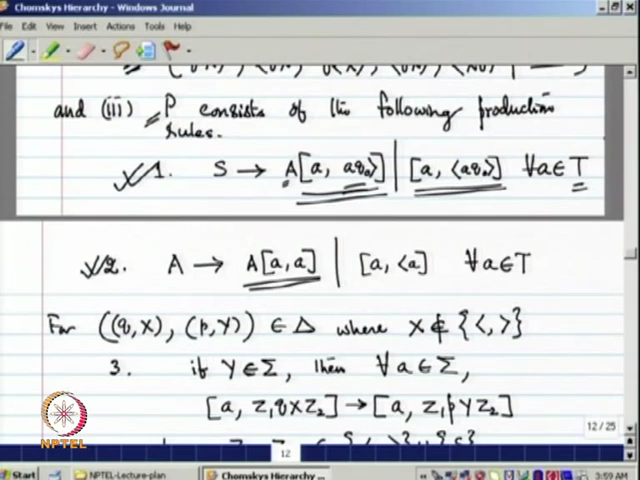 Chomskys Hierarchy - Windows Journal
File Edit View Insert Actions Tools Help
and (iii) P consists of the following production
rules.
1. S → A[a, aq₀⟩] | [a, ⟨aq₀⟩] ∀a∈T
2. A → A[a,a] | [a, ⟨a] ∀a∈T
For ((q,X), (p,Y)) ∈ Δ where X ∉ {<, >}
3. if Y∈Σ, then ∀a∈Σ,
[a, Z₁qXZ₂] → [a, Z₁pYZ₂]
NPTEL
12 / 25
12
Start
NPTEL-Lecture-plan
Chomskys Hierarchy ...
3:59 AM